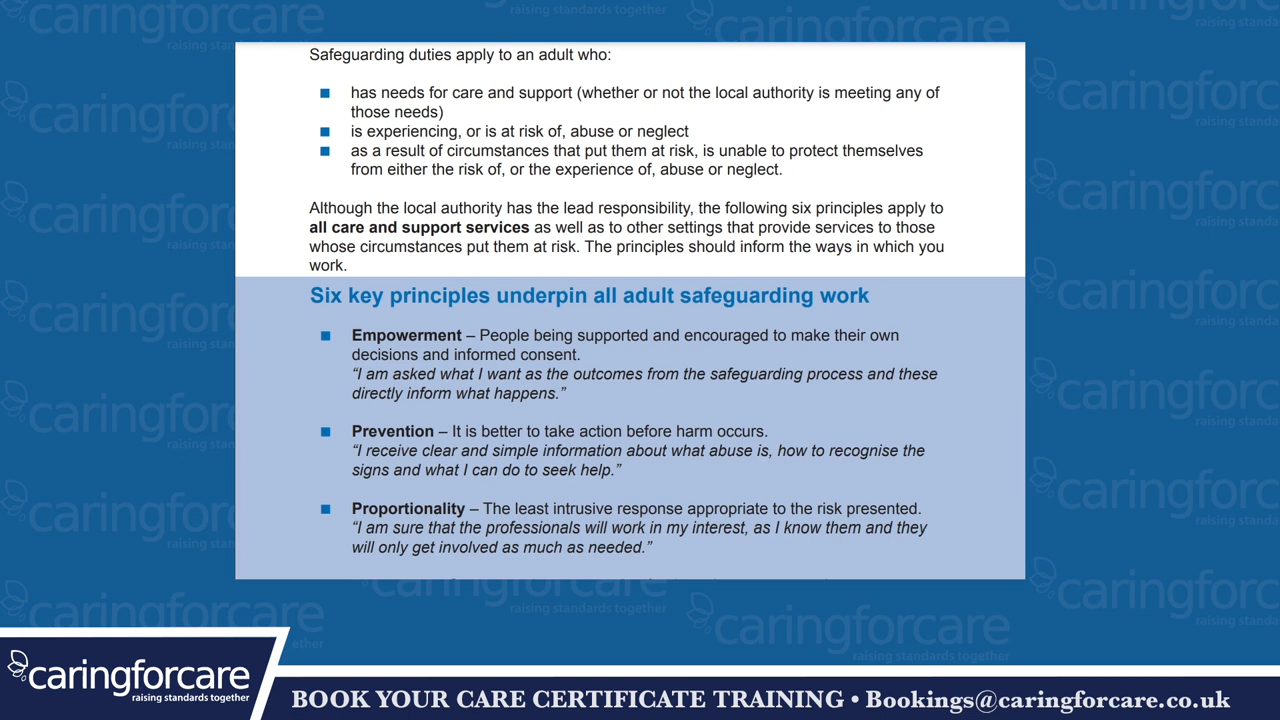 Safeguarding duties apply to an adult who:
■ has needs for care and support (whether or not the local authority is meeting any of
those needs)
■ is experiencing, or is at risk of, abuse or neglect
■ as a result of circumstances that put them at risk, is unable to protect themselves
from either the risk of, or the experience of, abuse or neglect.
Although the local authority has the lead responsibility, the following six principles apply to
all care and support services as well as to other settings that provide services to those
whose circumstances put them at risk. The principles should inform the ways in which you
work.
Six key principles underpin all adult safeguarding work
■ Empowerment – People being supported and encouraged to make their own
decisions and informed consent.
“I am asked what I want as the outcomes from the safeguarding process and these
directly inform what happens.”
■ Prevention – It is better to take action before harm occurs.
“I receive clear and simple information about what abuse is, how to recognise the
signs and what I can do to seek help.”
■ Proportionality – The least intrusive response appropriate to the risk presented.
“I am sure that the professionals will work in my interest, as I know them and they
will only get involved as much as needed.”
caringforcare
raising standards together
BOOK YOUR CARE CERTIFICATE TRAINING • Bookings@caringforcare.co.uk